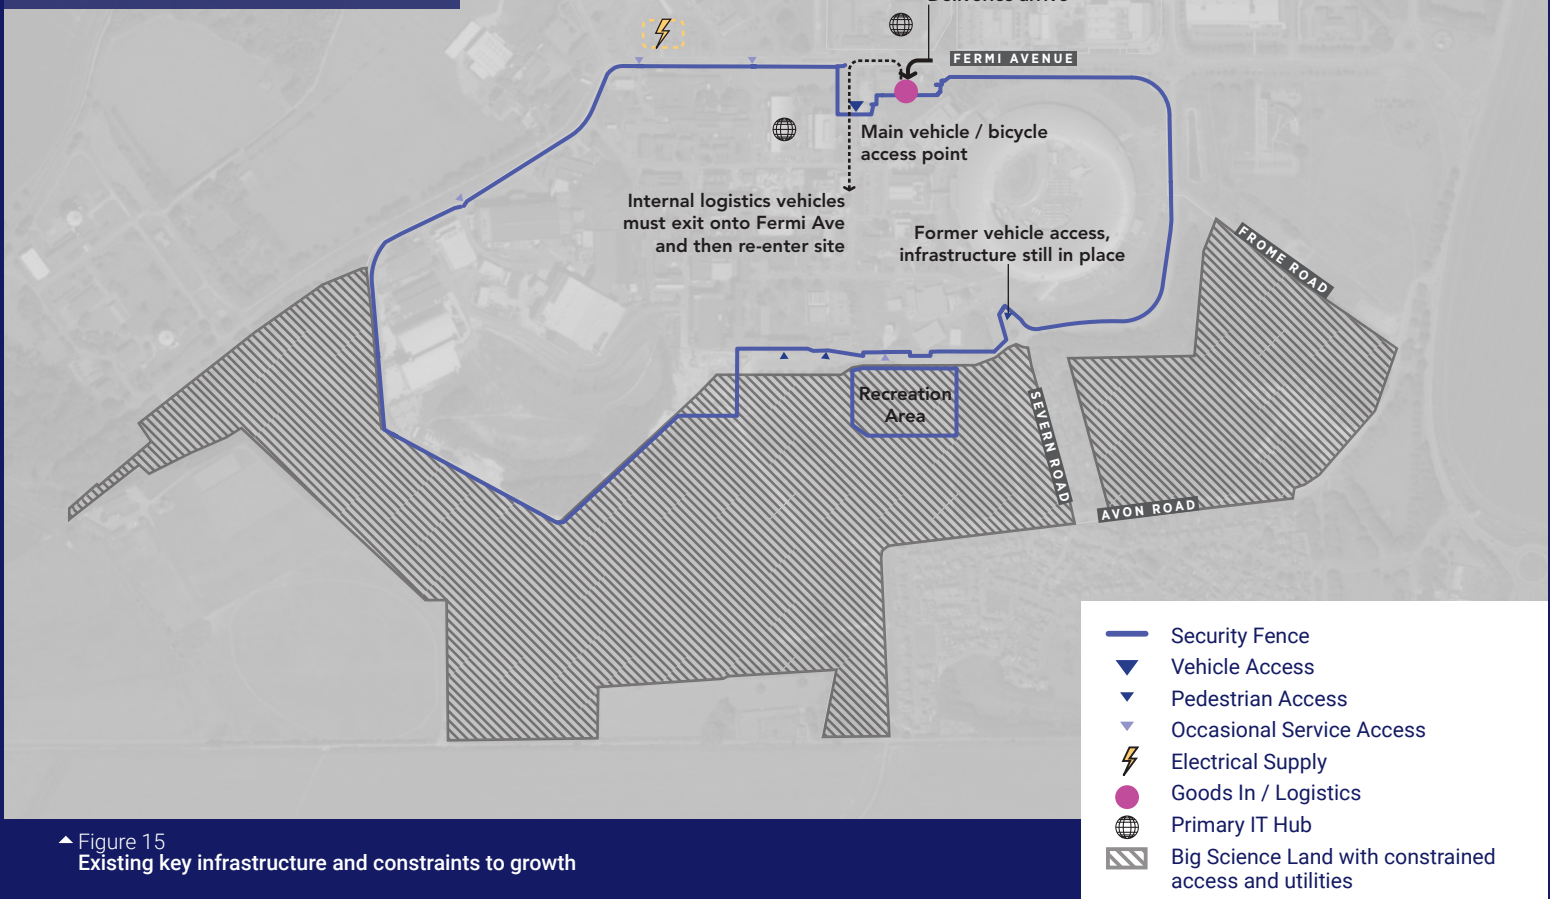 Deliveries arrive
FERMI AVENUE
Main vehicle / bicycle
access point
Internal logistics vehicles
must exit onto Fermi Ave
and then re-enter site
Former vehicle access,
infrastructure still in place
FROME ROAD
Recreation
Area
SEVERN ROAD
AVON ROAD
Security Fence
Vehicle Access
Pedestrian Access
Occasional Service Access
Electrical Supply
Goods In / Logistics
Primary IT Hub
Big Science Land with constrained
access and utilities
Figure 15
Existing key infrastructure and constraints to growth